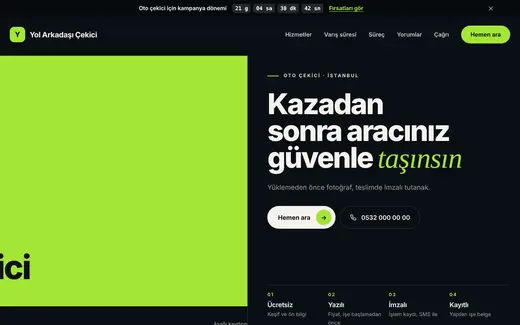 Oto çekici için kampanya dönemi 21 g 04 sa 38 dk 42 sn Fırsatları gör
Y Yol Arkadaşı Çekici
Hizmetler Varış süresi Süreç Yorumlar Çağrı Hemen ara
OTO ÇEKİCİ · İSTANBUL
Kazadan
sonra aracınız
güvenle taşınsın
Yüklemeden önce fotoğraf, teslimde imzalı tutanak.
Hemen ara → 0532 000 00 00
ici
01 02 03 04
Ücretsiz Yazılı İmzalı Kayıtlı
Keşif ve ön bilgi Fiyat, işe başlamadan önce İşlem kaydı, SMS ile Yapılan işe belge